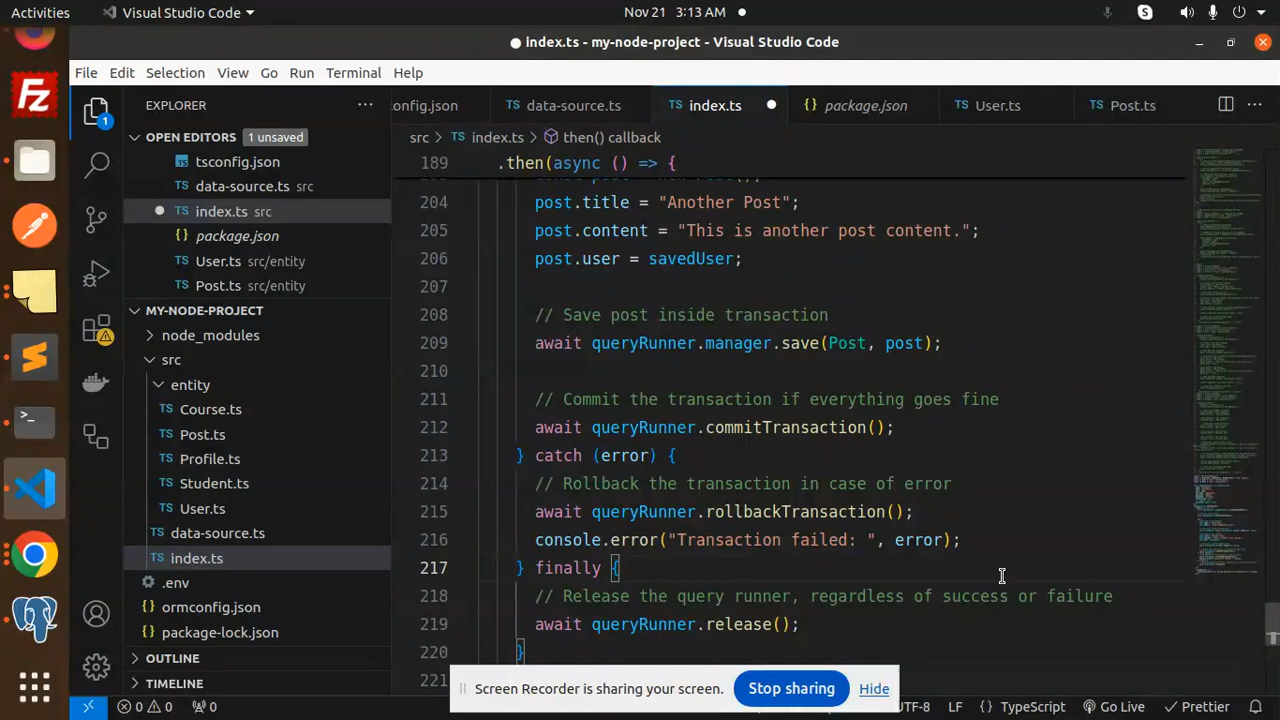 Activities
Visual Studio Code
Nov 21 3:13 AM
index.ts - my-node-project - Visual Studio Code
File Edit Selection View Go Run Terminal Help
EXPLORER
onfig.json
data-source.ts
index.ts
package.json
User.ts
Post.ts
OPEN EDITORS 1 unsaved
src
index.ts
then() callback
tsconfig.json
data-source.ts src
index.ts src
package.json
User.ts src/entity
Post.ts src/entity
MY-NODE-PROJECT
node_modules
src
entity
Course.ts
Post.ts
Profile.ts
Student.ts
User.ts
data-source.ts
index.ts
.env
ormconfig.json
package-lock.json
OUTLINE
TIMELINE
189 .then(async () => {
204 post.title = "Another Post";
205 post.content = "This is another post content.";
206 post.user = savedUser;
207
208 // Save post inside transaction
209 await queryRunner.manager.save(Post, post);
210
211 // Commit the transaction if everything goes fine
212 await queryRunner.commitTransaction();
213 } catch (error) {
214 // Rollback the transaction in case of error
215 await queryRunner.rollbackTransaction();
216 console.error("Transaction failed: ", error);
217 } finally {
218 // Release the query runner, regardless of success or failure
219 await queryRunner.release();
220 }
221
Screen Recorder is sharing your screen.
Stop sharing
Hide
0 0 0
UTF-8 LF {} TypeScript Go Live Prettier